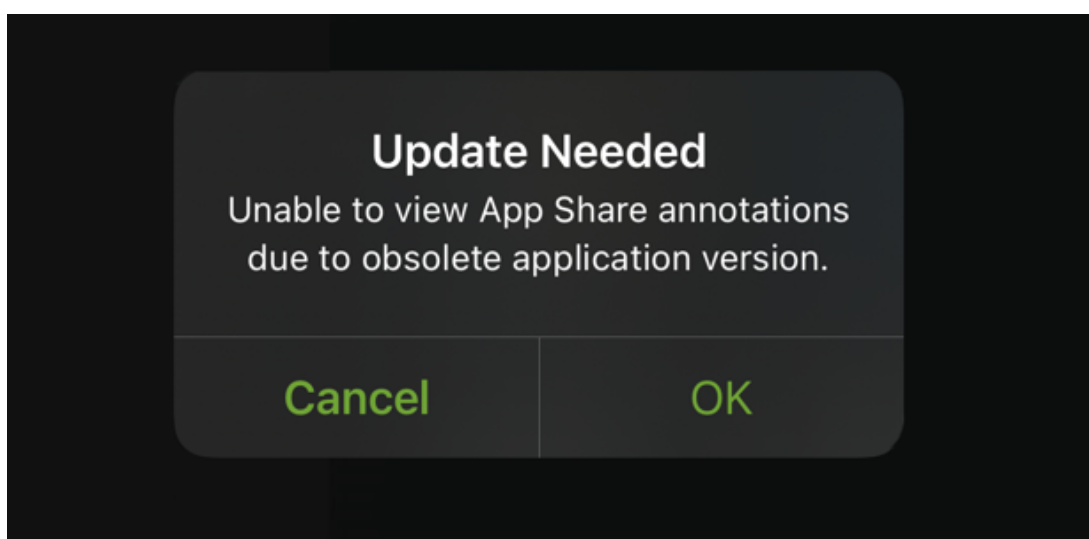 Update Needed
Unable to view App Share annotations
due to obsolete application version.
Cancel
OK